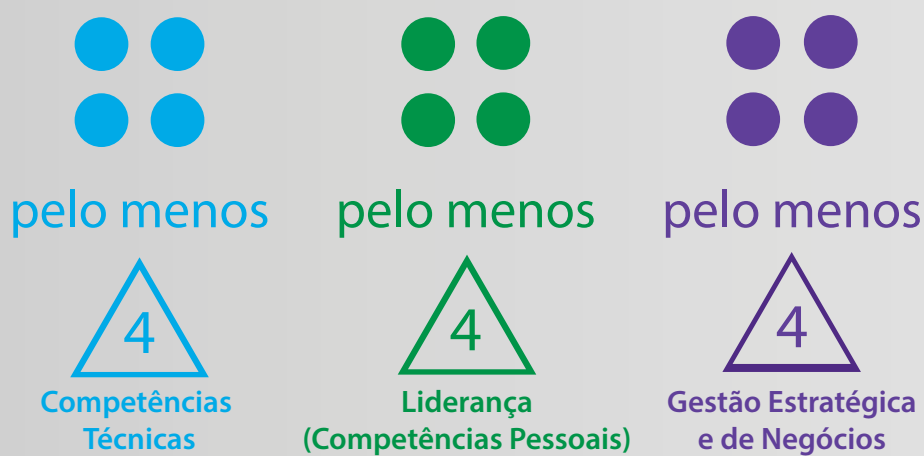 pelo menos
4
Competências
Técnicas
pelo menos
4
Liderança
(Competências Pessoais)
pelo menos
4
Gestão Estratégica
e de Negócios